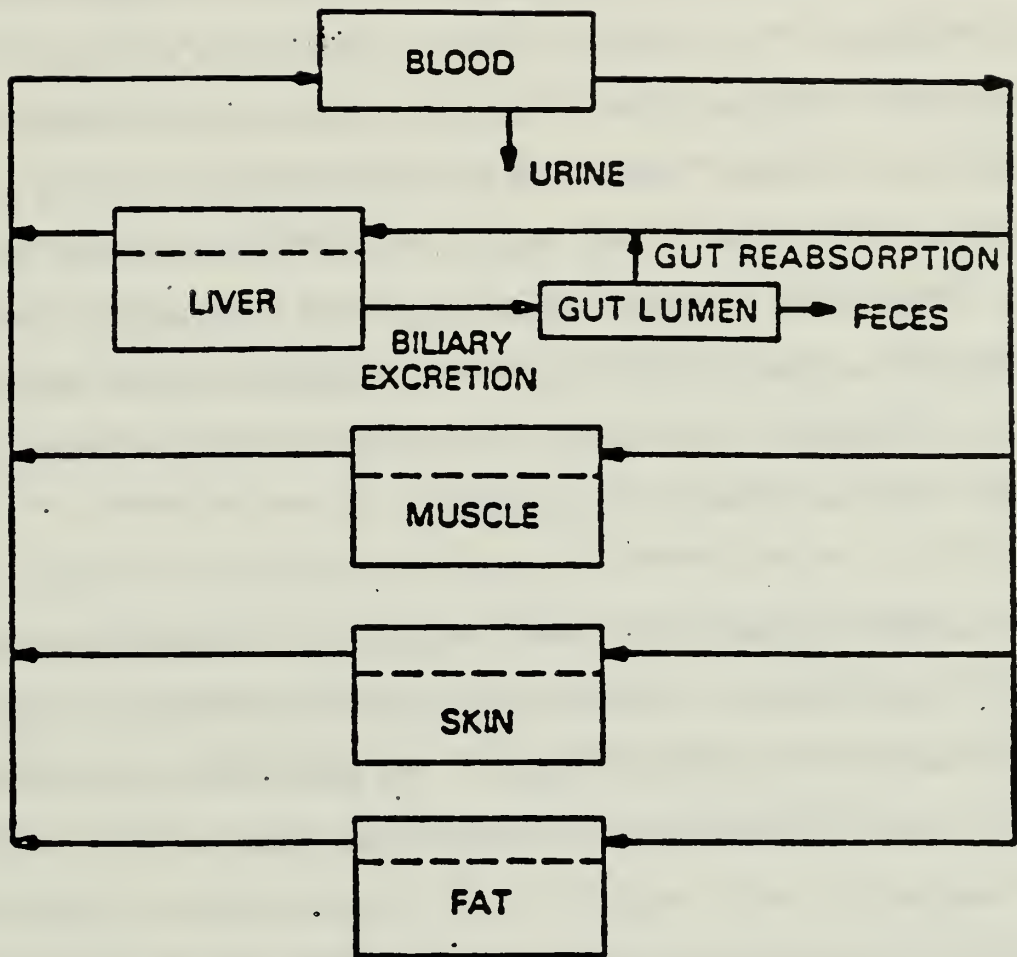 BLOOD
URINE
GUT REABSORPTION
LIVER
GUT LUMEN
FECES
BILIARY
EXCRETION
MUSCLE
SKIN
FAT